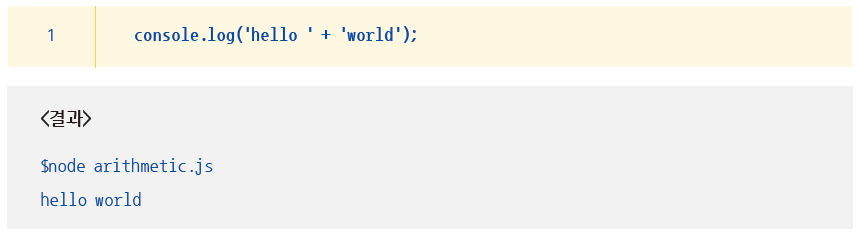 1 console.log('hello ' + 'world');
<결과>
$node arithmetic.js
hello world